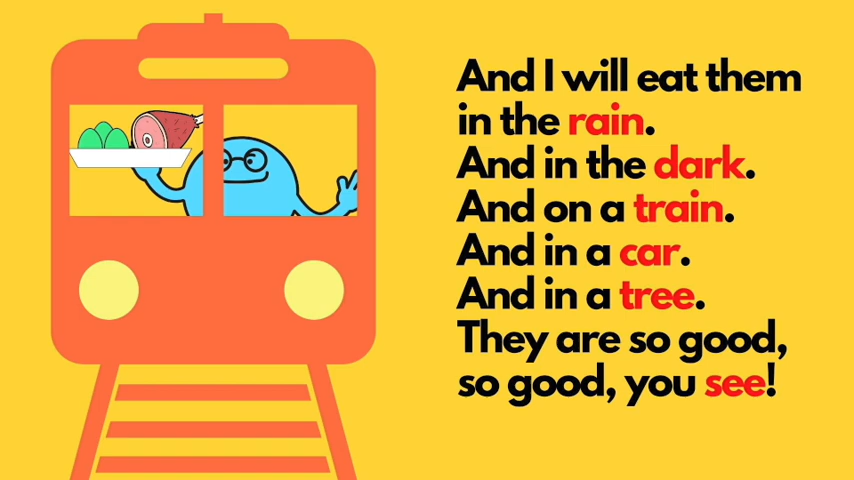 And I will eat them
in the rain.
And in the dark.
And on a train.
And in a car.
And in a tree.
They are so good,
so good, you see!